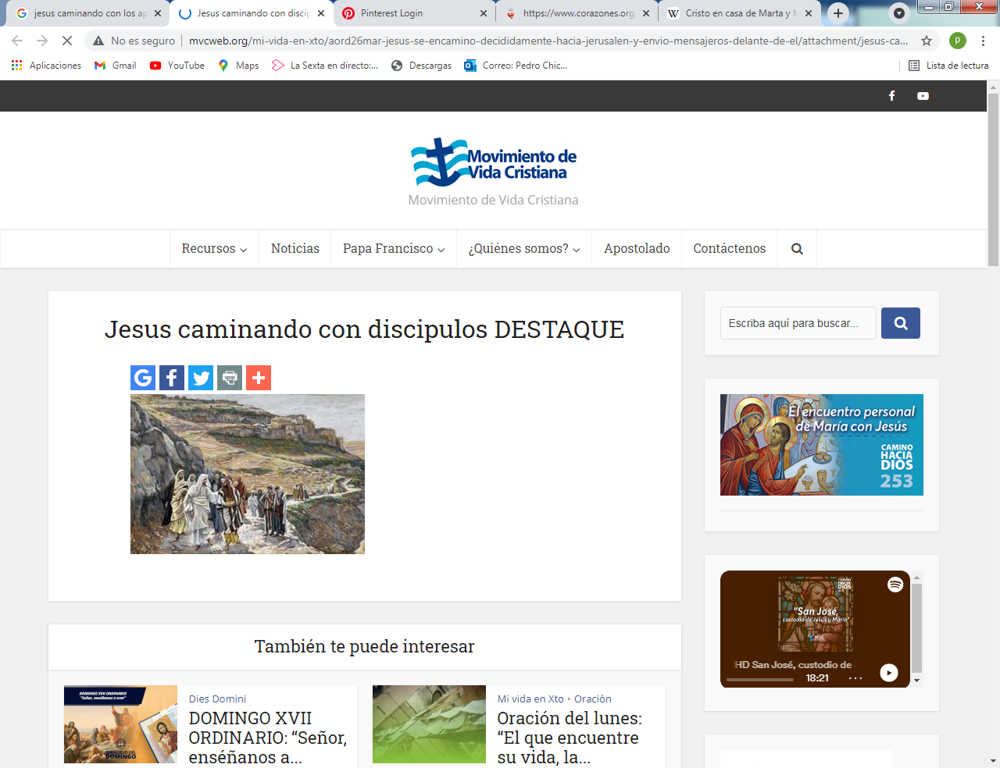 jesus caminando con los ap
Jesus caminando con discip
Pinterest Login
https://www.corazones.org
Cristo en casa de Marta y M
p
No es seguro
mvcweb.org/mi-vida-en-xto/aord26mar-jesus-se-encamino-decididamente-hacia-jerusalen-y-envio-mensajeros-delante-de-el/attachment/jesus-ca...
Aplicaciones
Gmail
YouTube
Maps
La Sexta en directo:...
Descargas
Correo: Pedro Chic...
Lista de lectura
Movimiento de
Vida Cristiana
Movimiento de Vida Cristiana
Recursos
Noticias
Papa Francisco
¿Quiénes somos?
Apostolado
Contáctenos
Jesus caminando con discipulos DESTAQUE
Escriba aquí para buscar...
El encuentro personal
de María con Jesús
CAMINO
HACIA
DIOS
253
CAMINO
HACIA
DIOS
"San José,
custodio de Jesús y María"
MVC
HD San José, custodio de
18:21
También te puede interesar
DOMINGO XVII ORDINARIO
"Señor, enséñanos a orar"
EVANGELIO DEL
DOMINGO
Dies Domini
DOMINGO XVII
ORDINARIO: “Señor,
enséñanos a...
Mi vida en Xto • Oración
Oración del lunes:
“El que encuentre
su vida, la...